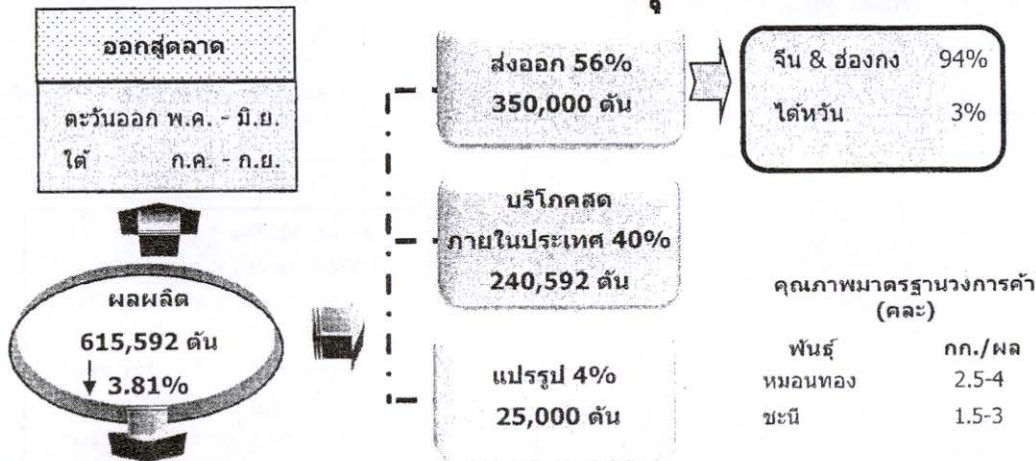 ออกสู่ตลาด
ตะวันออก พ.ค. - มิ.ย.
ใต้ ก.ค. - ก.ย.
ผลผลิต
615,592 ตัน
↓ 3.81%
ส่งออก 56%
350,000 ตัน
บริโภคสด
ภายในประเทศ 40%
240,592 ตัน
แปรรูป 4%
25,000 ตัน
จีน & ฮ่องกง 94%
ไต้หวัน 3%
คุณภาพมาตรฐานวงการค้า
(คละ)
พันธุ์ กก./ผล
หมอนทอง 2.5-4
ชะนี 1.5-3